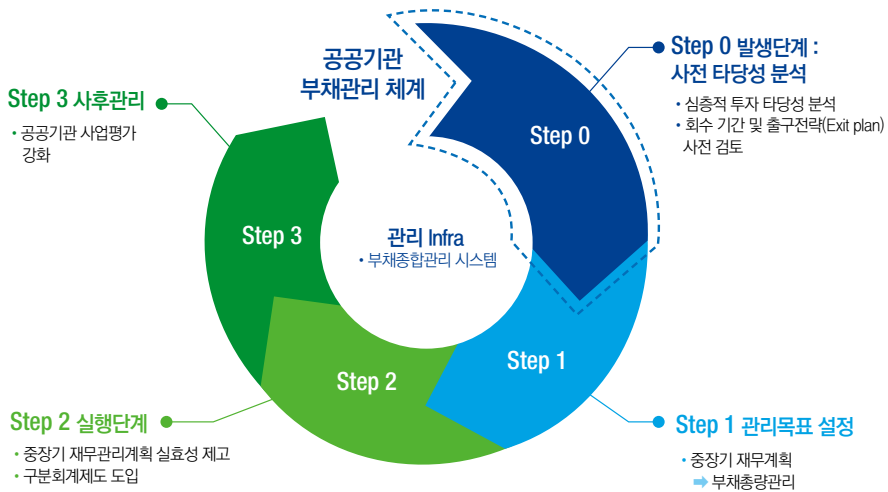 공공기관
부채관리 체계
Step 0 발생단계 :
사전 타당성 분석
• 심층적 투자 타당성 분석
• 회수 기간 및 출구전략(Exit plan)
사전 검토
Step 3 사후관리
• 공공기관 사업평가
강화
Step 0
Step 3
관리 Infra
• 부채종합관리 시스템
Step 1
Step 2
Step 2 실행단계
• 중장기 재무관리계획 실효성 제고
• 구분회계제도 도입
Step 1 관리목표 설정
• 중장기 재무계획
➡ 부채총량관리